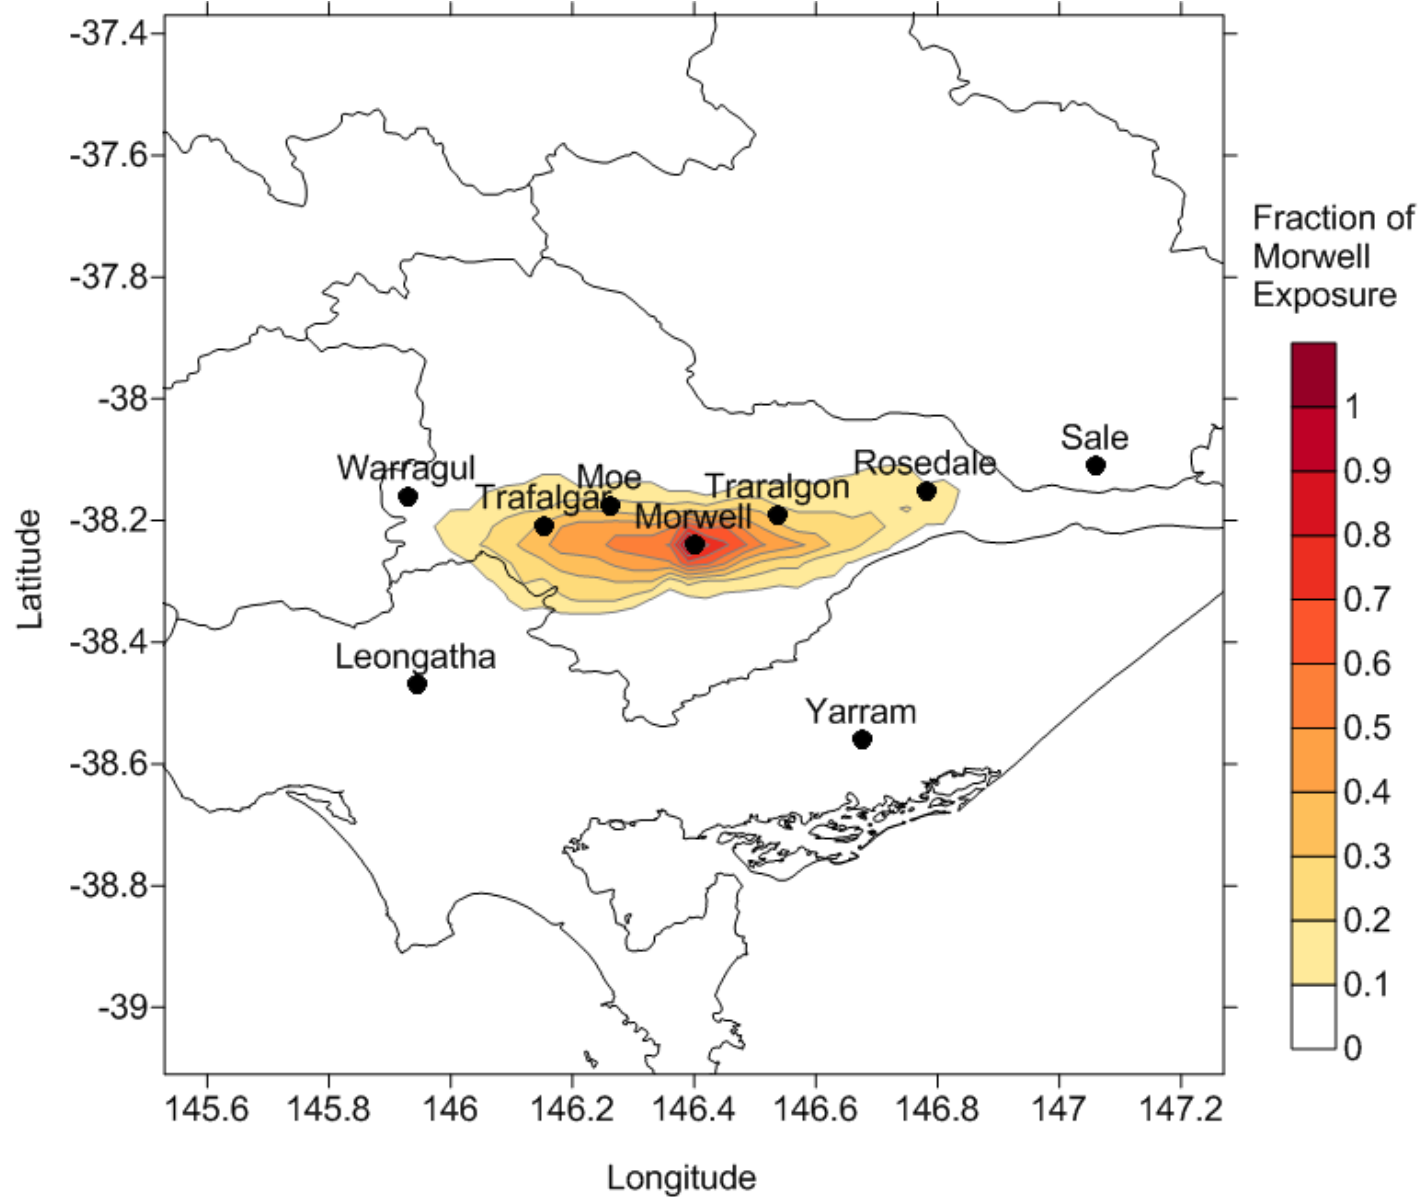 -37.4
-37.6
-37.8
-38
-38.2
-38.4
-38.6
-38.8
-39
Latitude
Sale
Rosedale
Warragul
Moe
Trafalgar
Traralgon
Morwell
Leongatha
Yarram
145.6
145.8
146
146.2
146.4
146.6
146.8
147
147.2
Longitude
Fraction of
Morwell
Exposure
1
0.9
0.8
0.7
0.6
0.5
0.4
0.3
0.2
0.1
0